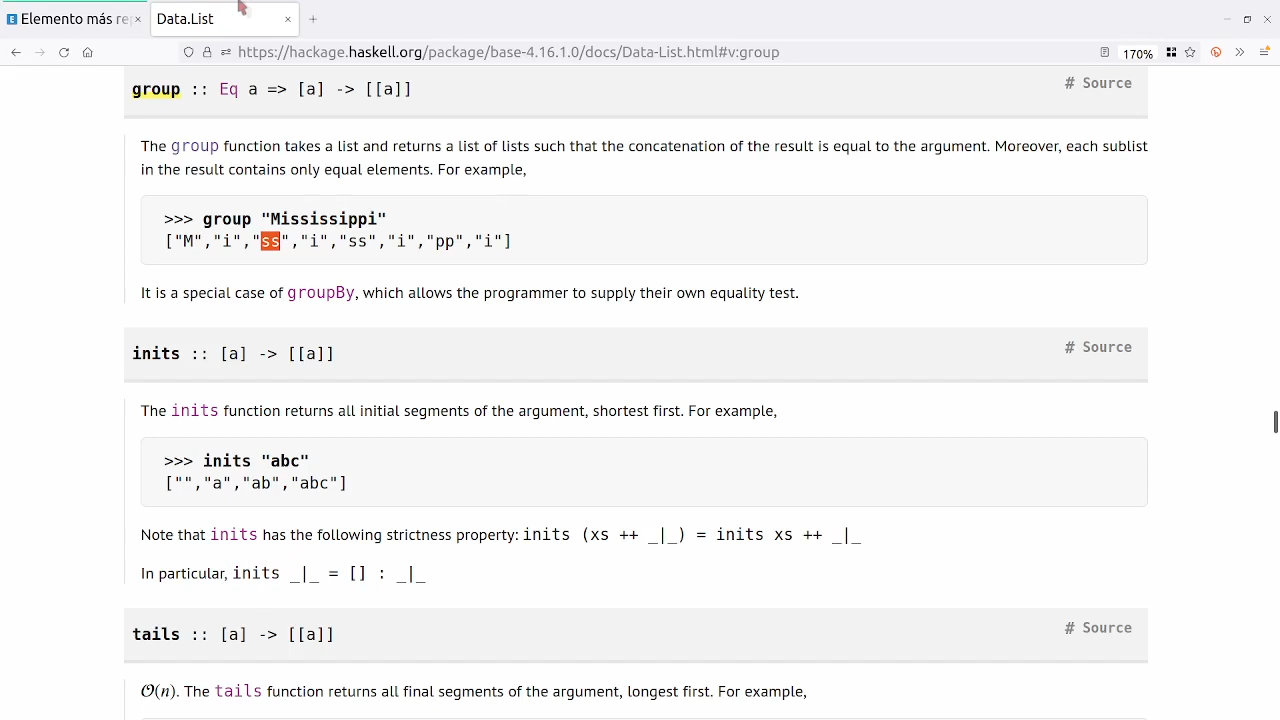 Elemento más re
Data.List
https://hackage.haskell.org/package/base-4.16.1.0/docs/Data-List.html#v:group
170%
group :: Eq a => [a] -> [[a]]
# Source
The group function takes a list and returns a list of lists such that the concatenation of the result is equal to the argument. Moreover, each sublist
in the result contains only equal elements. For example,
>>> group "Mississippi"
["M","i","ss","i","ss","i","pp","i"]
It is a special case of groupBy, which allows the programmer to supply their own equality test.
inits :: [a] -> [[a]]
# Source
The inits function returns all initial segments of the argument, shortest first. For example,
>>> inits "abc"
["","a","ab","abc"]
Note that inits has the following strictness property: inits (xs ++ _|_) = inits xs ++ _|_
In particular, inits _|_ = [] : _|_
tails :: [a] -> [[a]]
# Source
𝒪(n). The tails function returns all final segments of the argument, longest first. For example,